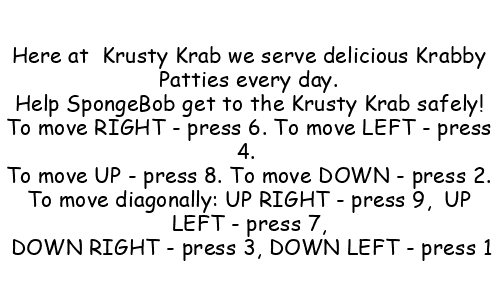 Here at  Krusty Krab we serve delicious Krabby
Patties every day.
Help SpongeBob get to the Krusty Krab safely!
To move RIGHT - press 6. To move LEFT - press
4.
To move UP - press 8. To move DOWN - press 2.
To move diagonally: UP RIGHT - press 9,  UP
LEFT - press 7,
DOWN RIGHT - press 3, DOWN LEFT - press 1